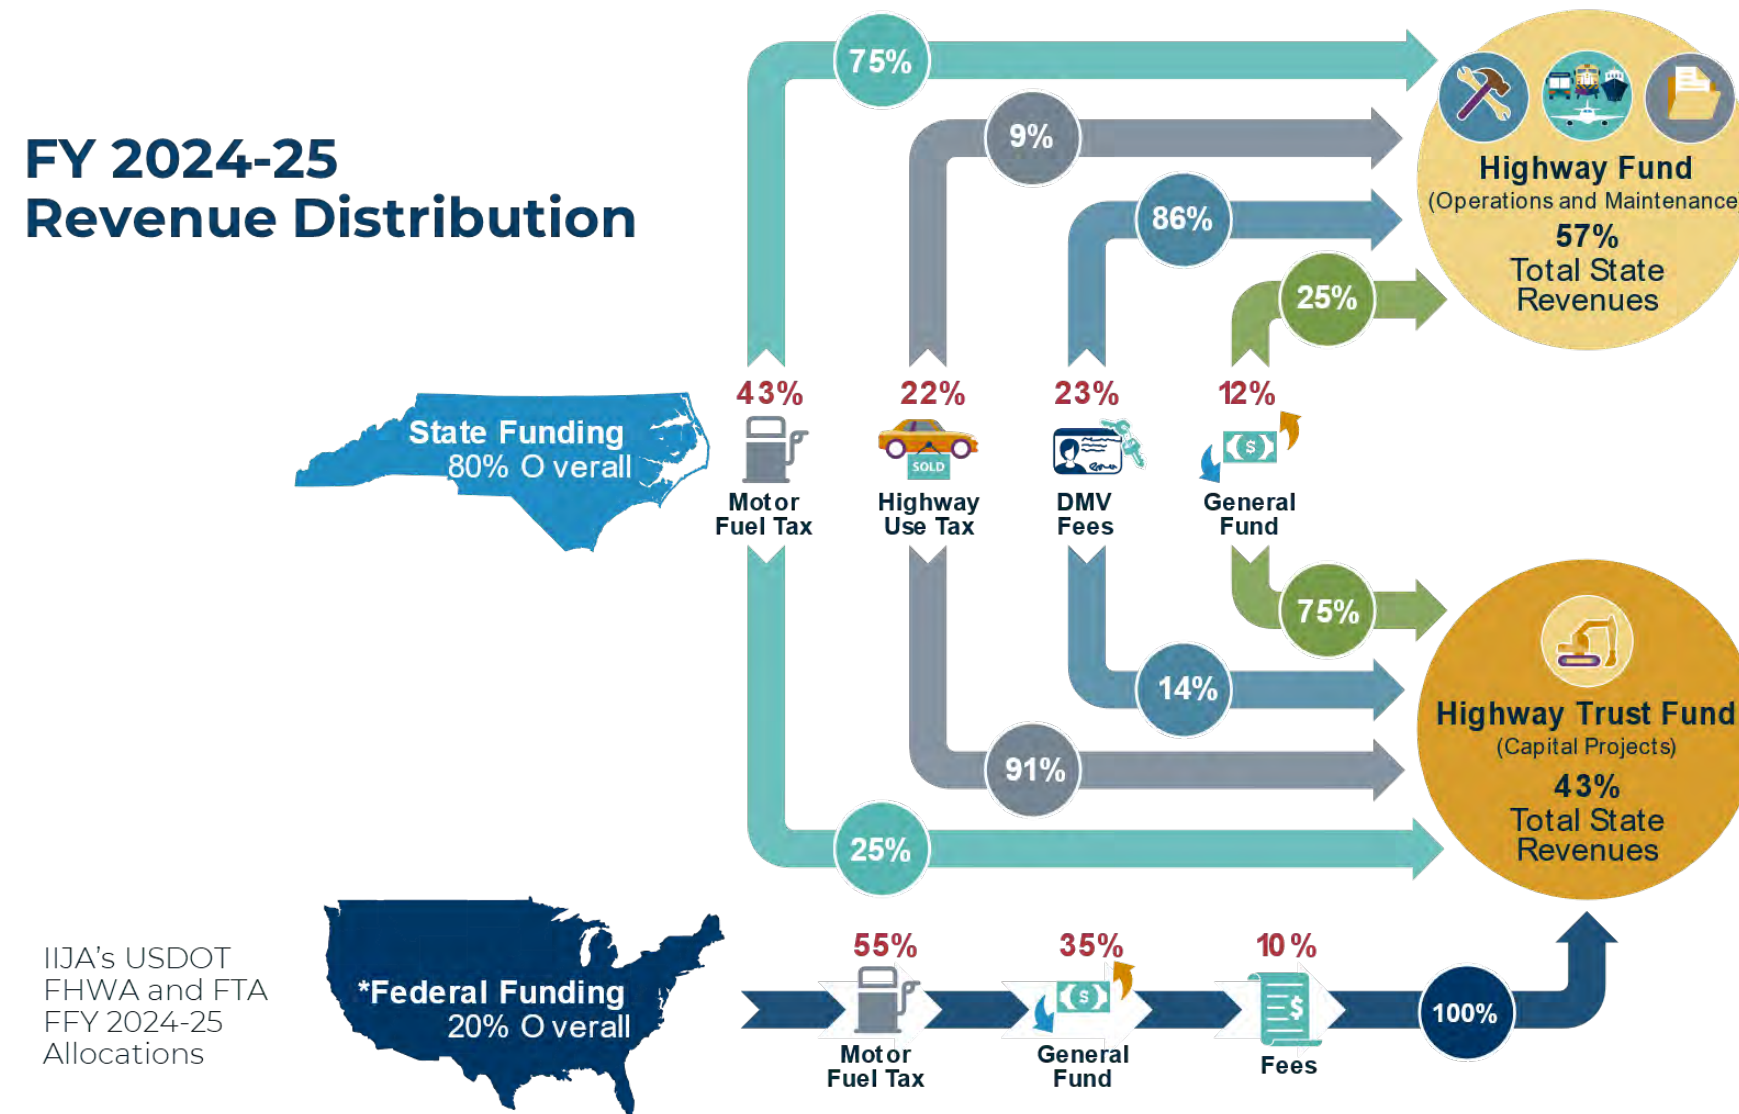 FY 2024-25
Revenue Distribution
75%
9%
86%
25%
Highway Fund
(Operations and Maintenance)
57%
Total State
Revenues
State Funding
80% O verall
43%
Motor
Fuel Tax
22%
SOLD
Highway
Use Tax
23%
DMV
Fees
12%
$
General
Fund
75%
14%
91%
25%
Highway Trust Fund
(Capital Projects)
43%
Total State
Revenues
IIJA's USDOT
FHWA and FTA
FFY 2024-25
Allocations
*Federal Funding
20% O verall
55%
Motor
Fuel Tax
35%
$
General
Fund
10%
$
Fees
100%